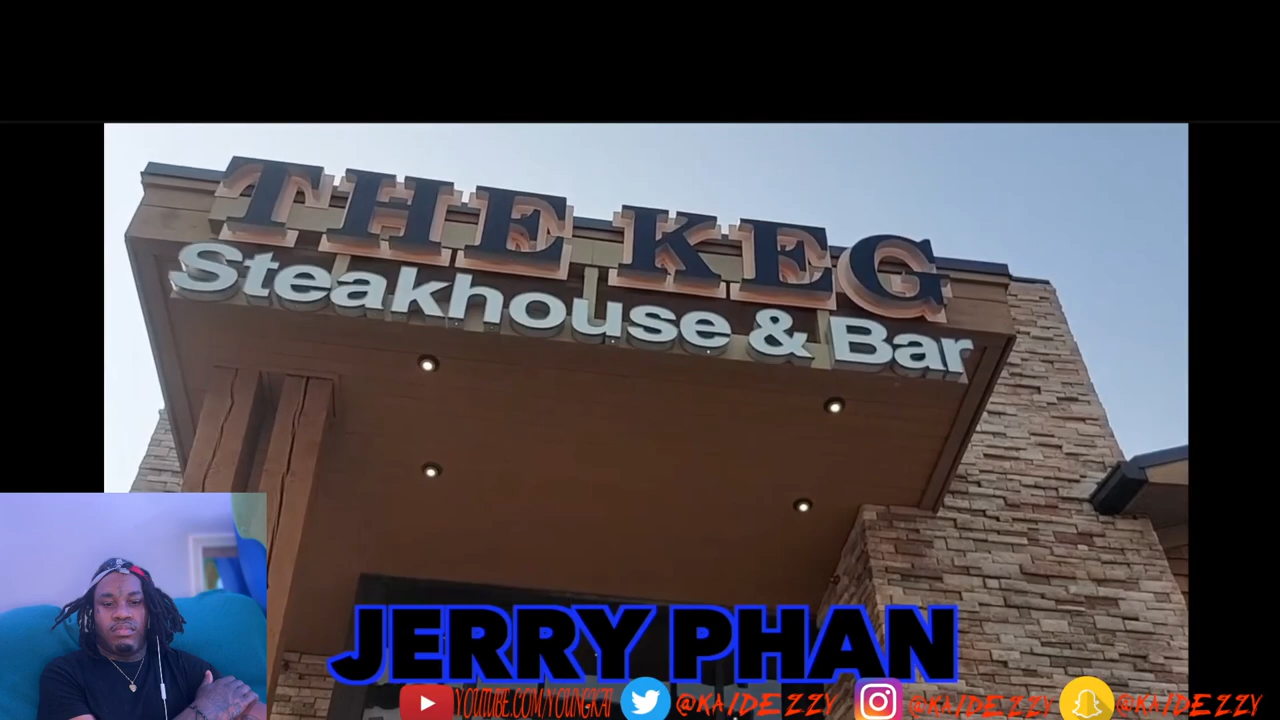 THE KEG
Steakhouse & Bar
JERRY PHAN
YOUTUBE.COM/YOUNGKAI
@KAIDEZZY
@KAIDEZZY
@KAIDEZZY